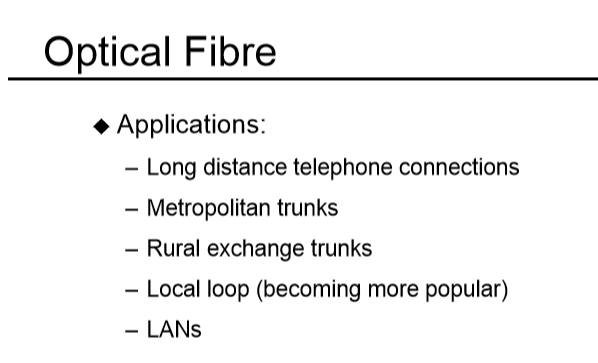 Optical Fibre
◆ Applications:
– Long distance telephone connections
– Metropolitan trunks
– Rural exchange trunks
– Local loop (becoming more popular)
– LANs